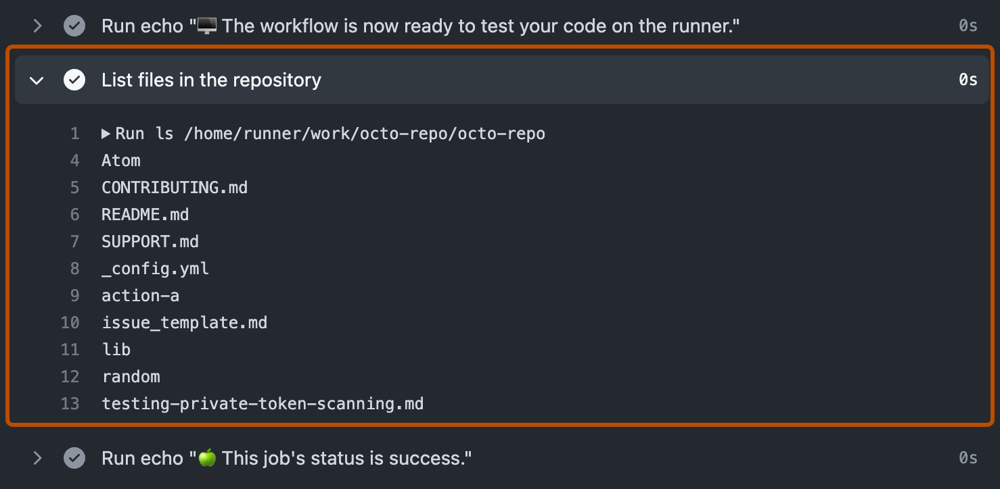 Run echo "🖥️ The workflow is now ready to test your code on the runner." 0s
List files in the repository 0s
1 ▶Run ls /home/runner/work/octo-repo/octo-repo
4 Atom
5 CONTRIBUTING.md
6 README.md
7 SUPPORT.md
8 _config.yml
9 action-a
10 issue_template.md
11 lib
12 random
13 testing-private-token-scanning.md
Run echo "🍏 This job's status is success." 0s